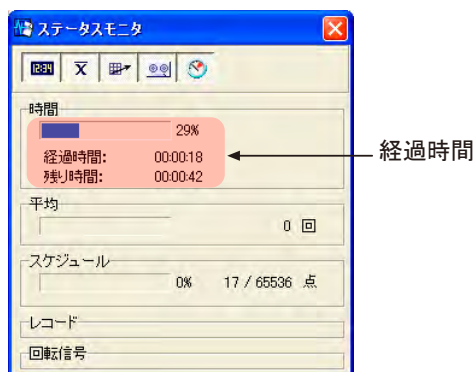 ステータスモニタ
12:34 X
時間
29%
経過時間: 00:00:18
残り時間: 00:00:42
経過時間
平均
0 回
スケジュール
0% 17 / 65536 点
レコード
回転信号